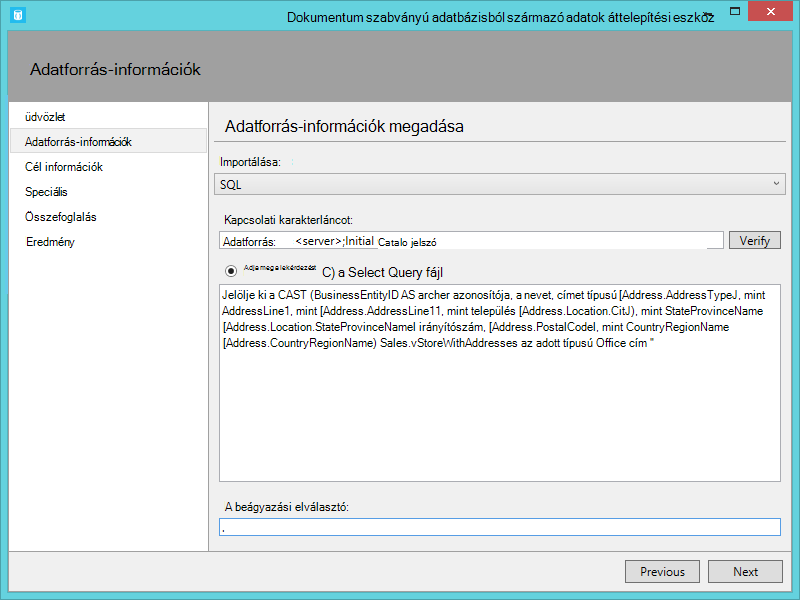 Dokumentum szabványú adatbázisból származó adatok áttelepítési eszköz
Adatforrás-információk
üdvözlet
Adatforrás-információk
Cél információk
Speciális
Összefoglalás
Eredmény
Adatforrás-információk megadása
Importálása:
SQL
Kapcsolati karakterláncot:
Adatforrás: <server>;Initial Catalo jelszó
Verify
Adja meg a lekérdezést C) a Select Query fájl
Jelölje ki a CAST (BusinessEntityID AS archer azonosítója, a nevet, címet típusú [Address.AddressTypeJ, mint
AddressLine1, mint [Address.AddressLine11, mint település [Address.Location.CitJ), mint StateProvinceName
[Address.Location.StateProvinceNamel irányítószám, [Address.PostalCodel, mint CountryRegionName
[Address.CountryRegionName) Sales.vStoreWithAddresses az adott típusú Office cím "
A beágyazási elválasztó:
.
Previous
Next